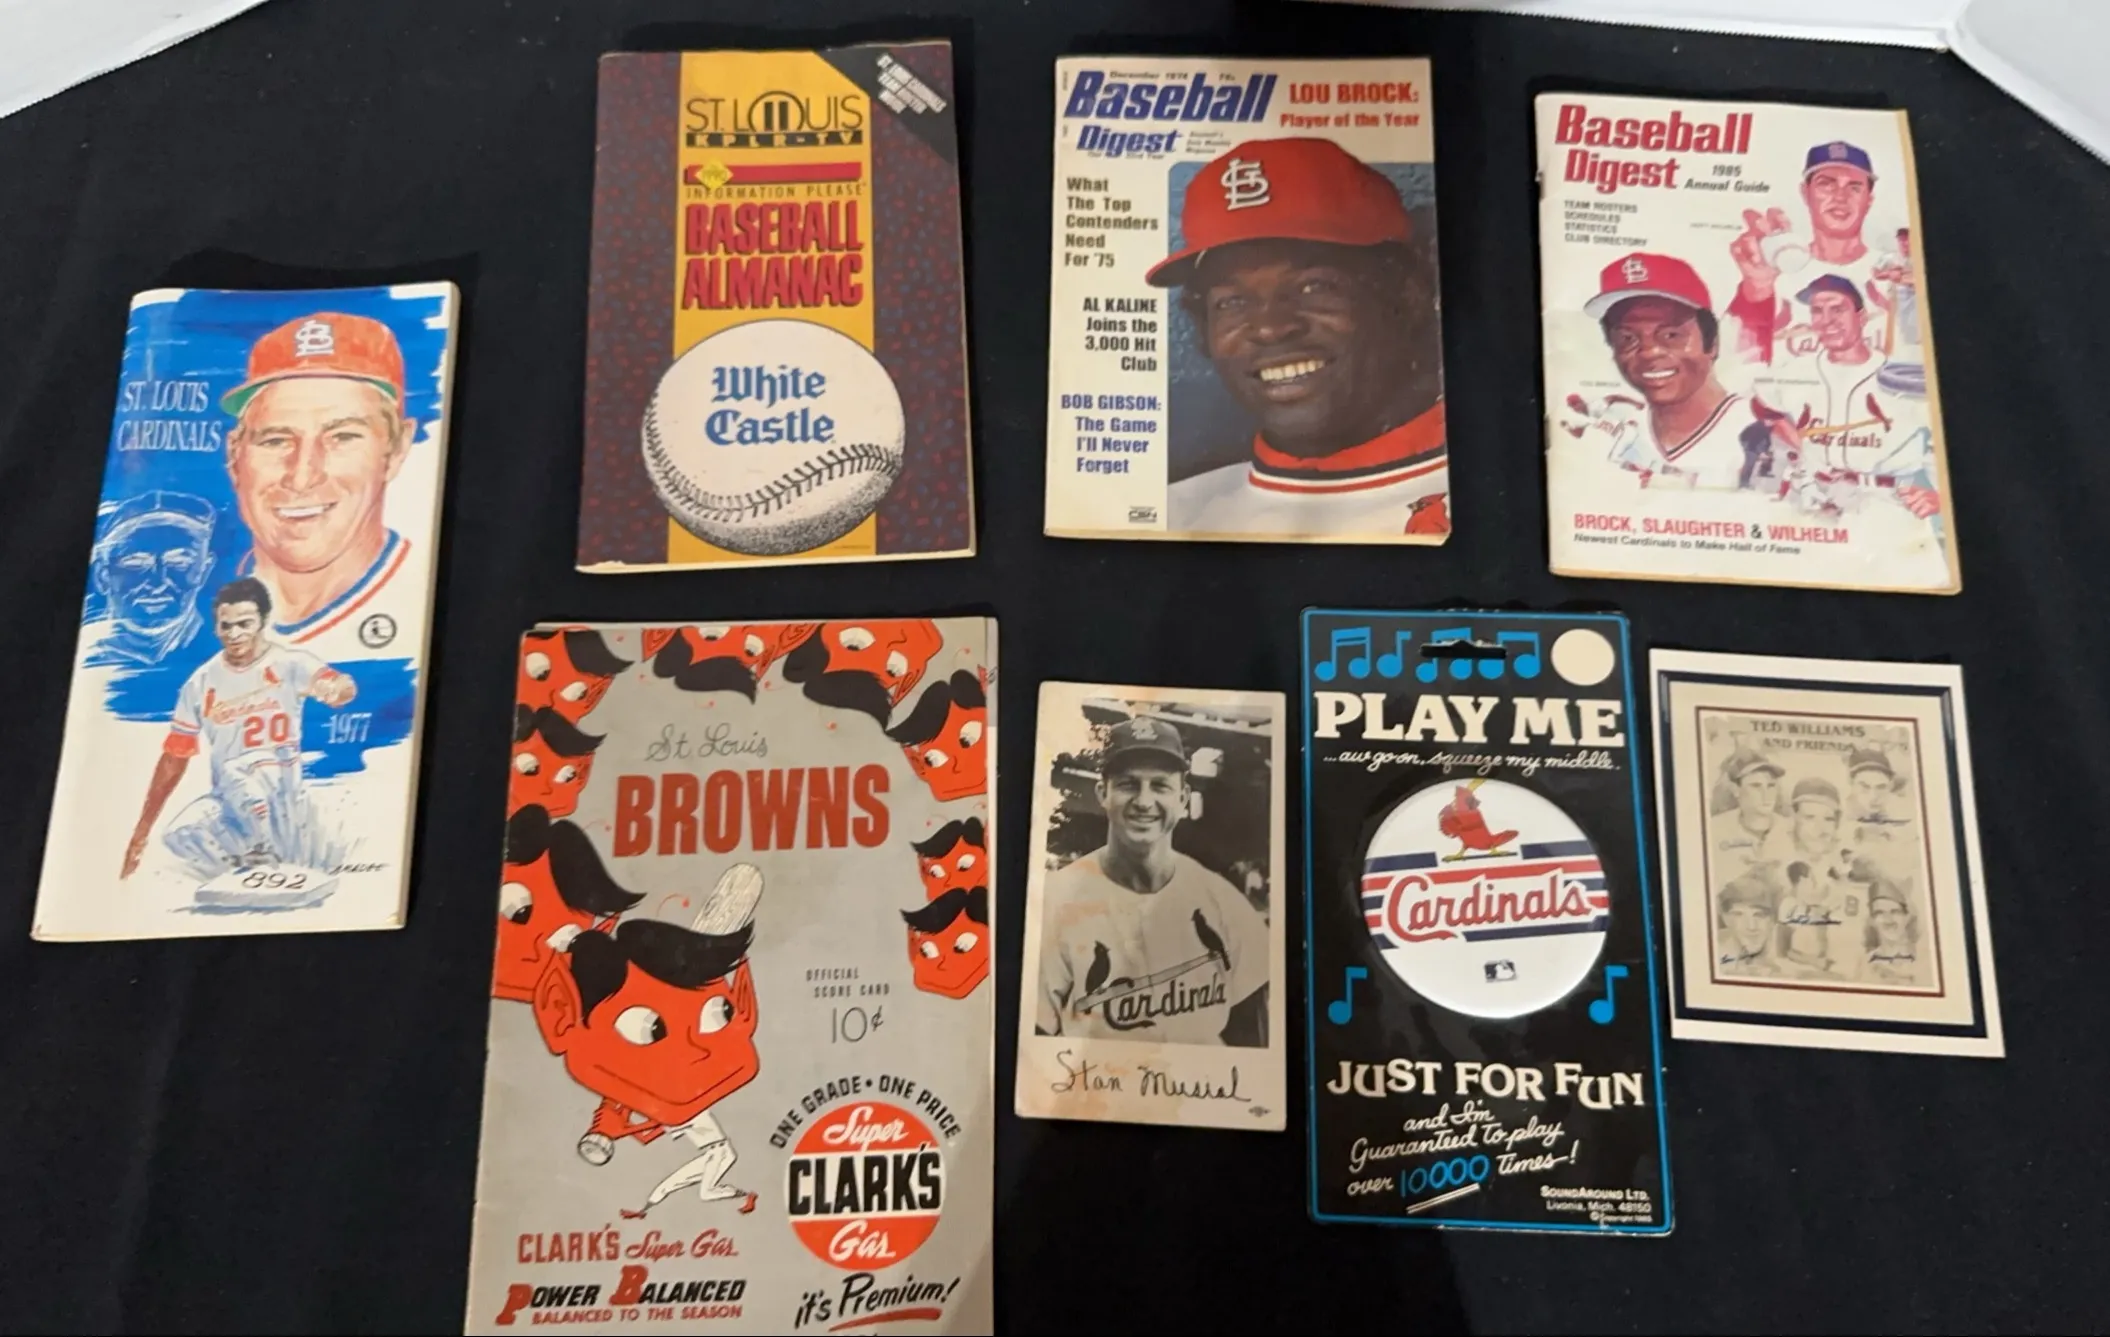 ST. LOUIS
CARDINALS
Cardinals
20
1977
892
ST. LOUIS
KPLR-TV
1990
INFORMATION PLEASE
BASEBALL
ALMANAC
White
Castle
December 1974 75¢
Baseball
Digest
LOU BROCK:
Player of the Year
What
The Top
Contenders
Need
For '75
AL KALINE
Joins the
3,000 Hit
Club
BOB GIBSON:
The Game
I'll Never
Forget
Baseball
Digest
1985
Annual Guide
TEAM ROSTERS
SCHEDULES
STATISTICS
CLUB DIRECTORY
Cardinals
BROCK, SLAUGHTER & WILHELM
Newest Cardinals to Make Hall of Fame
St. Louis
BROWNS
OFFICIAL
SCORE CARD
10¢
ONE GRADE • ONE PRICE
Super
CLARK'S
Gas
it's Premium!
CLARK'S Super Gas
POWER BALANCED
BALANCED TO THE SEASON
Cardinals
Stan Musial
PLAY ME
...aw go on, squeeze my middle.
Cardinals
JUST FOR FUN
and I'm
Guaranteed To play
over 10000 times!
SOUNDAROUND LTD.
Livonia, Mich. 48150
TED WILLIAMS
AND FRIENDS